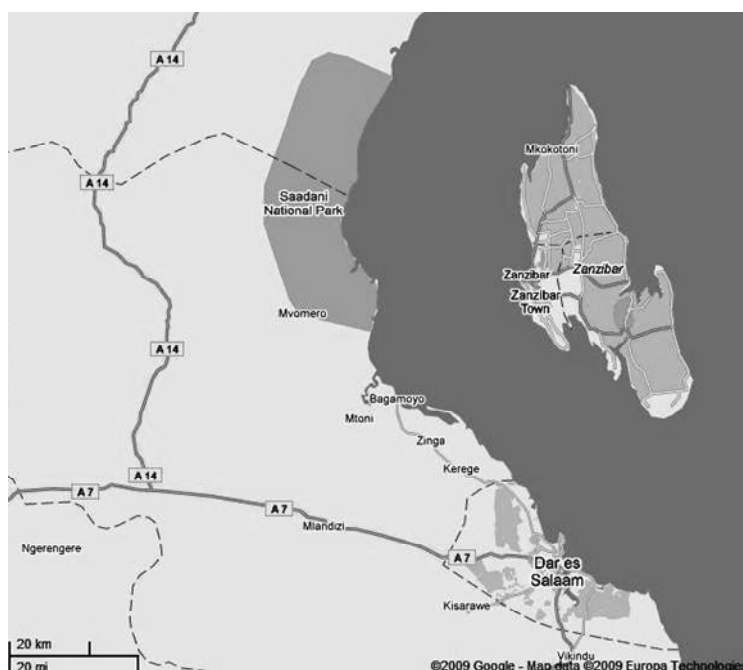 A 14
Mkokotoni
A 14
Saadani
National Park
Zanzibar
Zanzibar
Zanzibar
Town
Mvomero
A 14
Bagamoyo
Mtoni
Zinga
Kerege
A 14
A 7
A 7
Mlandizi
Ngerengere
A 7
Dar es
Salaam
Kisarawe
20 km
20 mi
Vikindu
©2009 Google - Map data ©2009 Europa Technologies